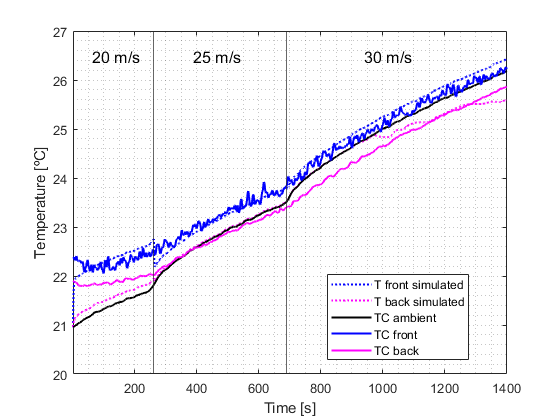 27
26
25
24
23
22
21
20
Temperature [ºC]
20 m/s
25 m/s
30 m/s
T front simulated
T back simulated
TC ambient
TC front
TC back
200
400
600
800
1000
1200
1400
Time [s]